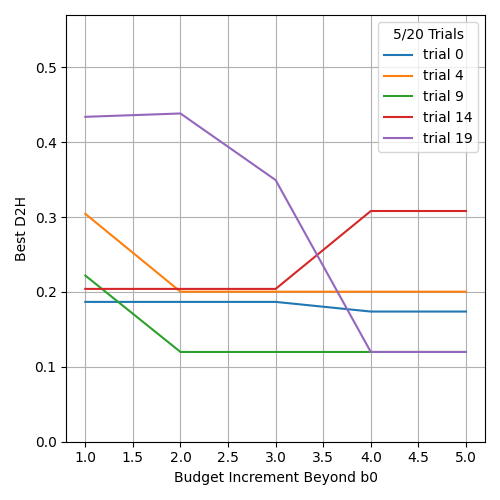 5/20 Trials
trial 0
trial 4
trial 9
trial 14
trial 19
Best D2H
0.5
0.4
0.3
0.2
0.1
0.0
1.0 1.5 2.0 2.5 3.0 3.5 4.0 4.5 5.0
Budget Increment Beyond b0